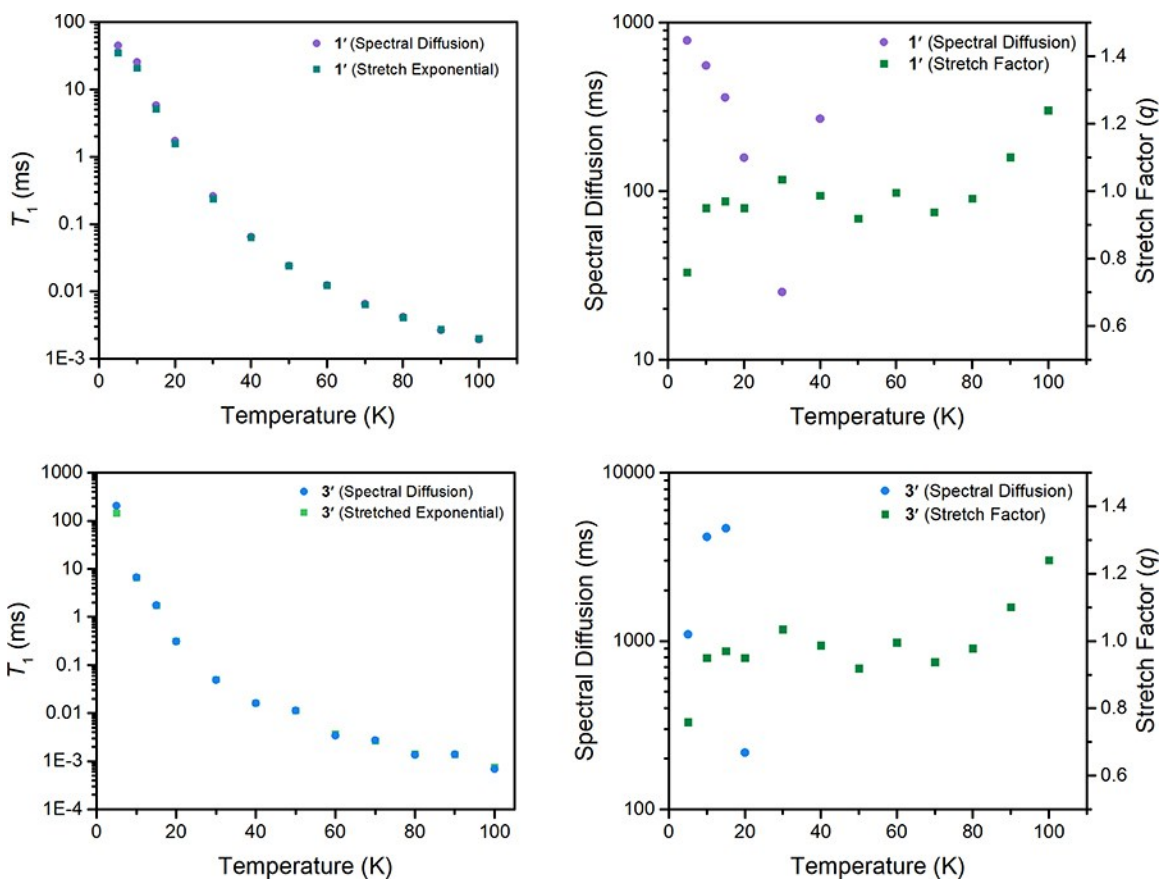 100
10
1
0.1
0.01
1E-3
T1 (ms)
0 20 40 60 80 100
Temperature (K)
1′ (Spectral Diffusion)
1′ (Stretch Exponential)
1000
100
10
Spectral Diffusion (ms)
0 20 40 60 80 100
Temperature (K)
1.4
1.2
1.0
0.8
0.6
Stretch Factor (q)
1′ (Spectral Diffusion)
1′ (Stretch Factor)
1000
100
10
1
0.1
0.01
1E-3
1E-4
T1 (ms)
0 20 40 60 80 100
Temperature (K)
3′ (Spectral Diffusion)
3′ (Stretched Exponential)
10000
1000
100
Spectral Diffusion (ms)
0 20 40 60 80 100
Temperature (K)
1.4
1.2
1.0
0.8
0.6
Stretch Factor (q)
3′ (Spectral Diffusion)
3′ (Stretch Factor)